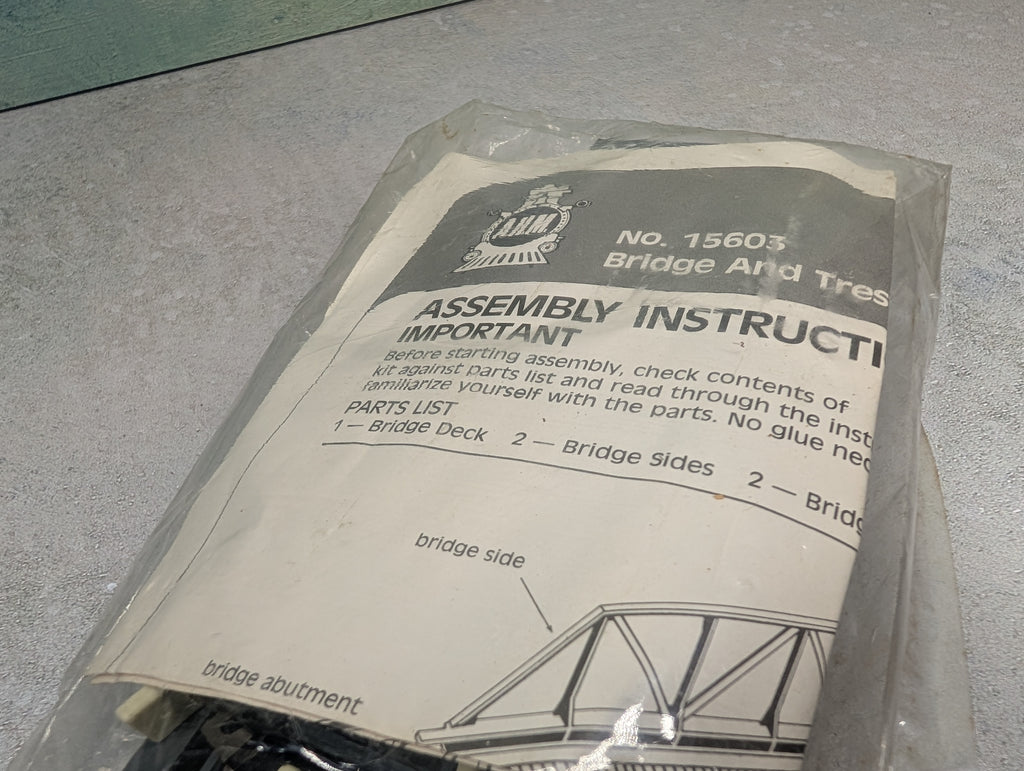 A.H.M.
No. 15603
Bridge And Tres
ASSEMBLY INSTRUCTI
IMPORTANT
Before starting assembly, check contents of
kit against parts list and read through the inst
familiarize yourself with the parts. No glue nec
PARTS LIST
1 — Bridge Deck 2 — Bridge Sides 2 — Bridg
bridge side
bridge abutment